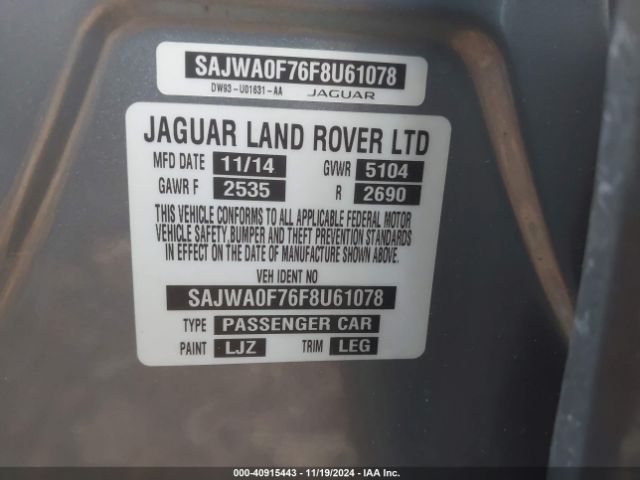 SAJWA0F76F8U61078
DW93-U01631-AA JAGUAR
JAGUAR LAND ROVER LTD
MFD DATE 11/14 GVWR 5104
GAWR F 2535 R 2690
THIS VEHICLE CONFORMS TO ALL APPLICABLE FEDERAL MOTOR
VEHICLE SAFETY,BUMPER AND THEFT PREVENTION STANDARDS
IN EFFECT ON THE DATE OF MANUFACTURE SHOWN ABOVE.
VEH IDENT NO
SAJWA0F76F8U61078
TYPE PASSENGER CAR
PAINT LJZ TRIM LEG
000-40915443 - 11/19/2024 - IAA Inc.